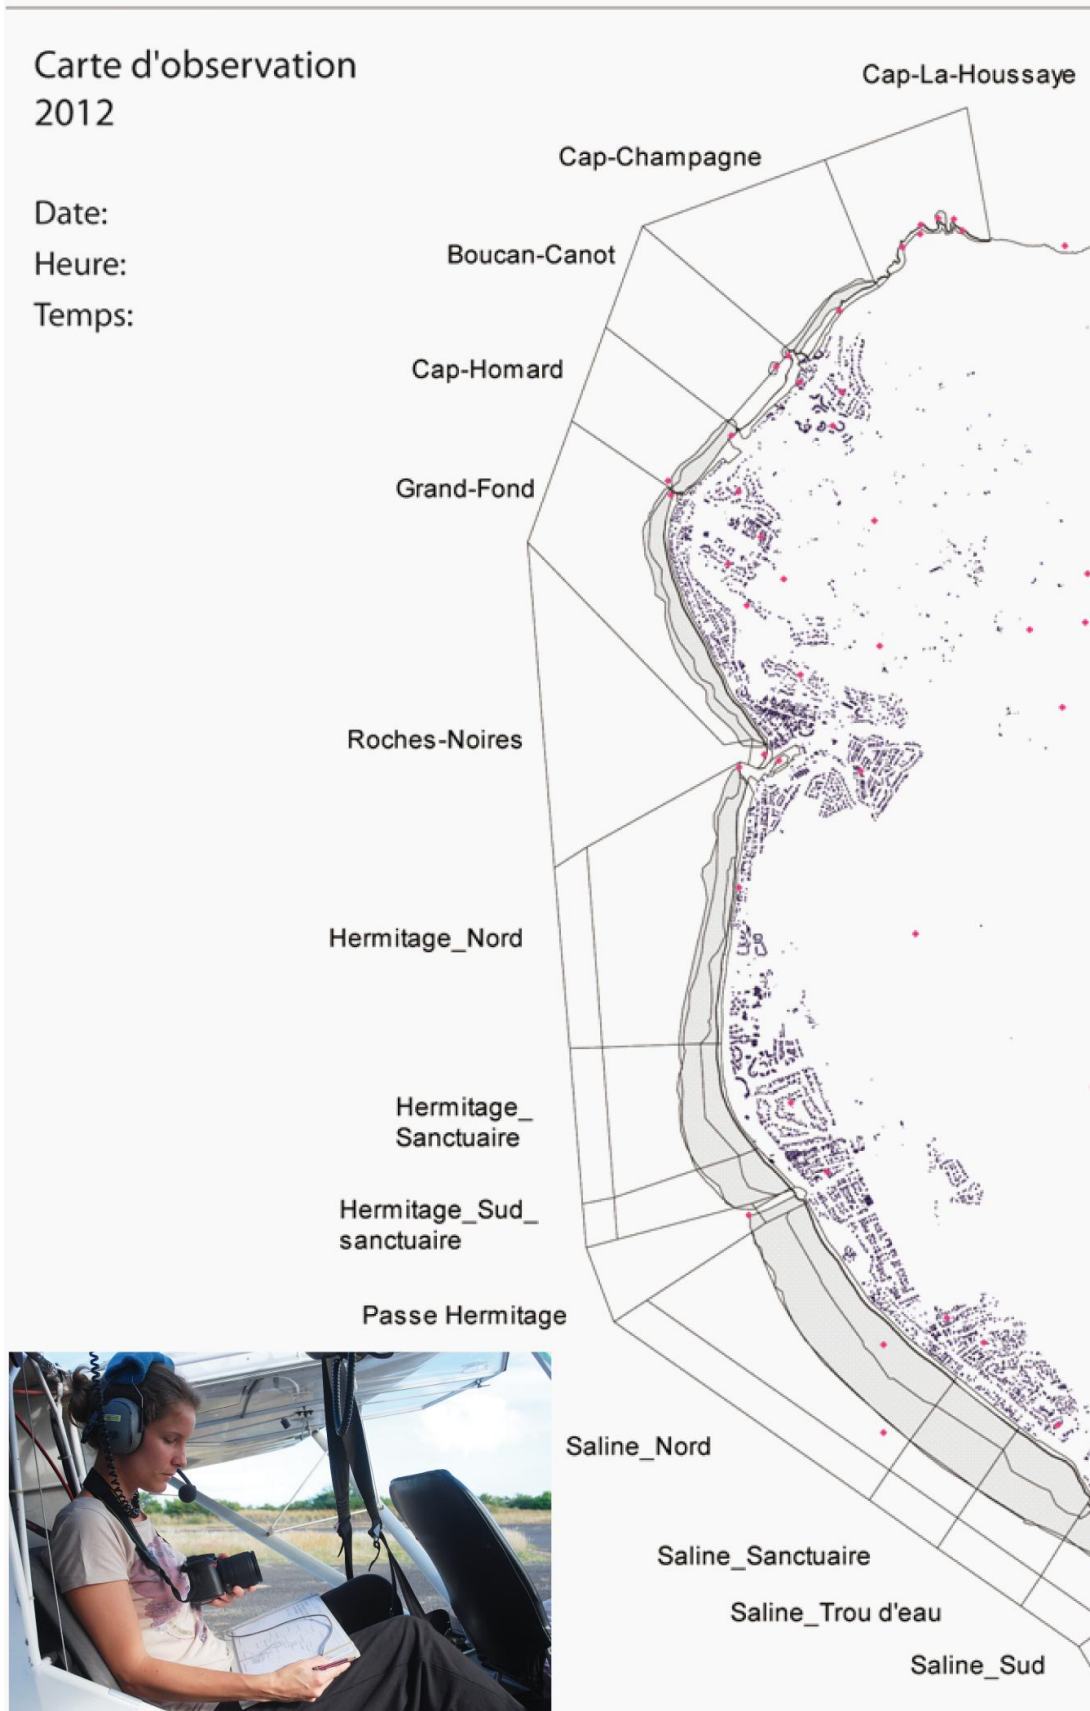 Carte d'observation
2012
Date:
Heure:
Temps:
Cap-La-Houssaye
Cap-Champagne
Boucan-Canot
Cap-Homard
Grand-Fond
Roches-Noires
Hermitage_Nord
Hermitage_
Sanctuaire
Hermitage_Sud_
sanctuaire
Passe Hermitage
Saline_Nord
Saline_Sanctuaire
Saline_Trou d'eau
Saline_Sud